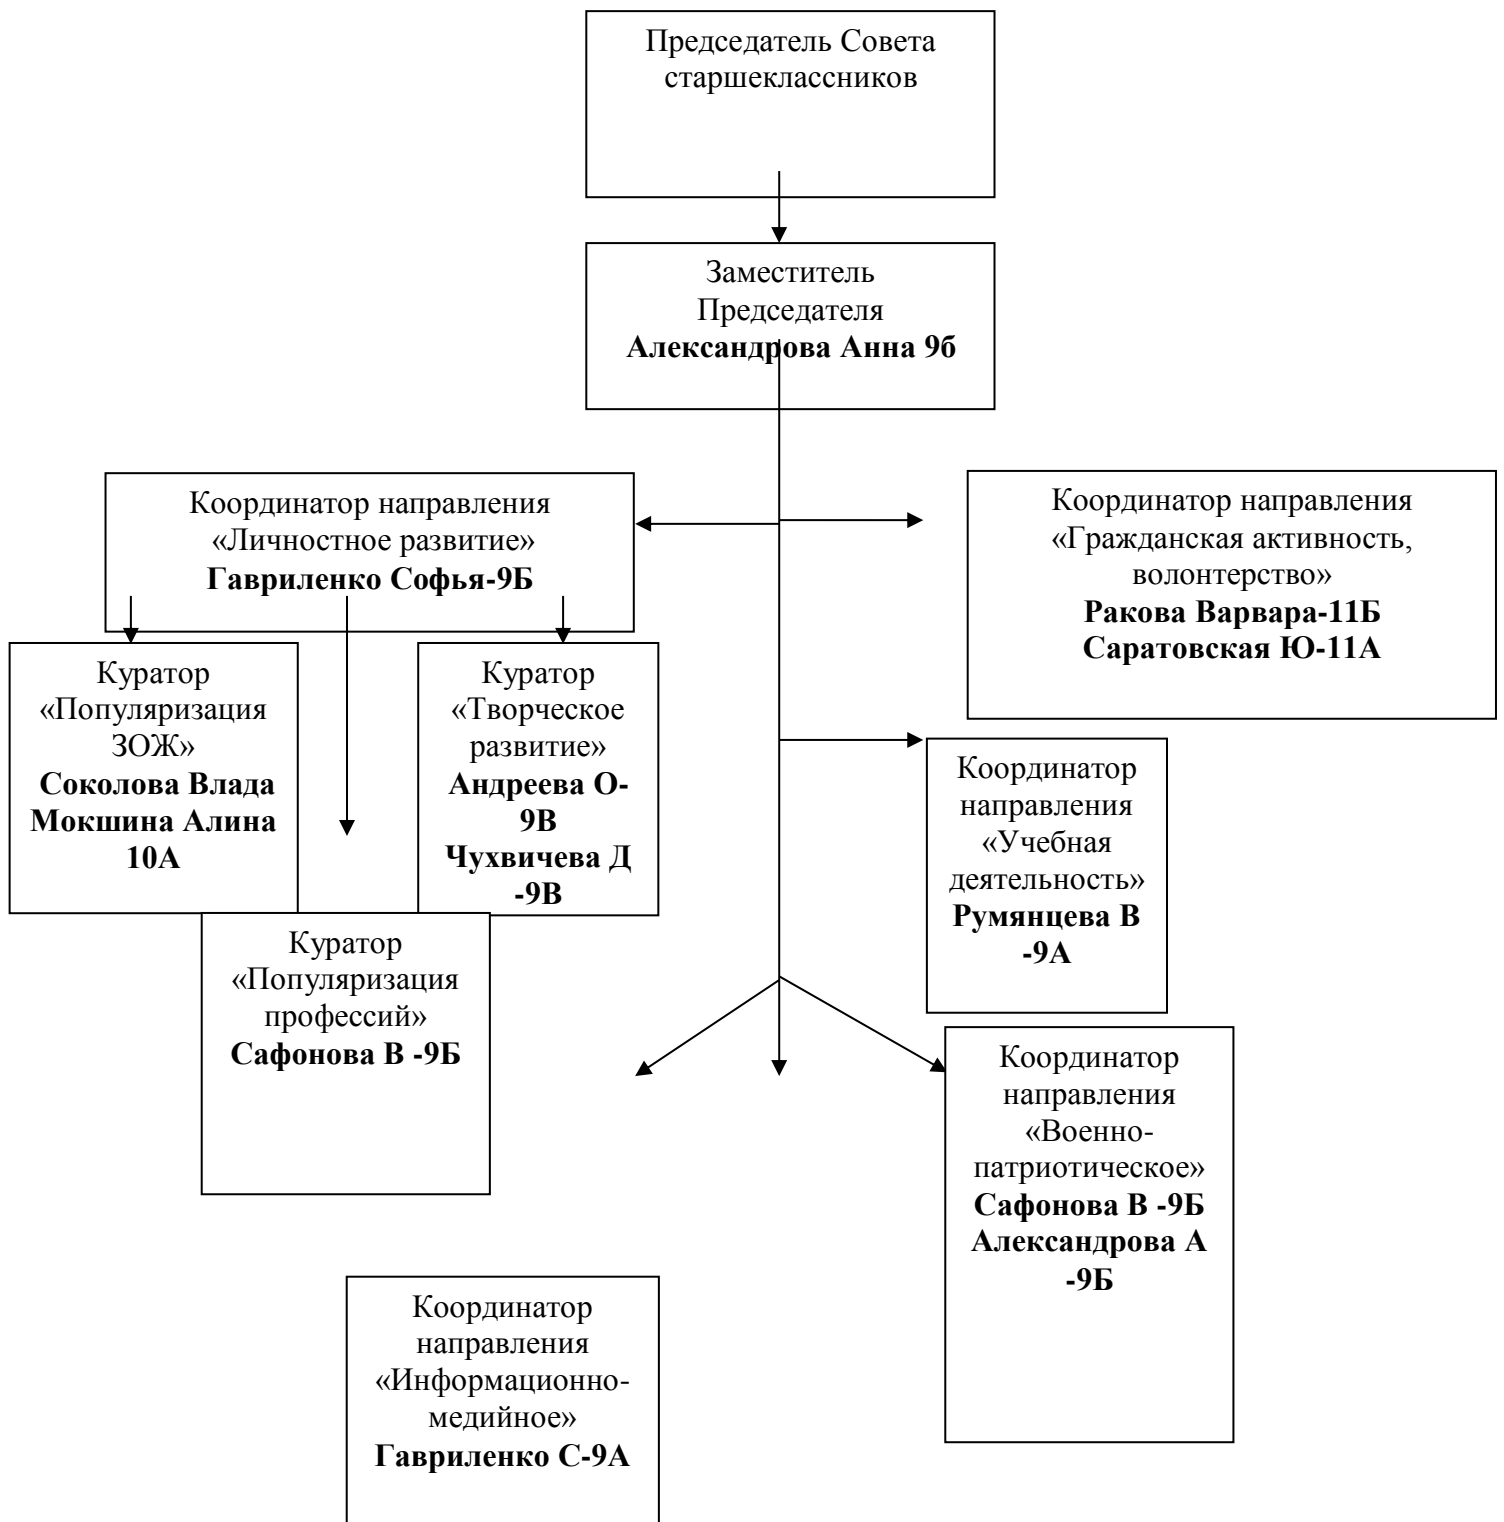 Председатель Совета
старшеклассников
Заместитель
Председателя
Александрова Анна 9б
Координатор направления
«Личностное развитие»
Гавриленко Софья-9Б
Координатор направления
«Гражданская активность,
волонтерство»
Ракова Варвара-11Б
Саратовская Ю-11А
Куратор
«Популяризация
ЗОЖ»
Соколова Влада
Мокшина Алина
10А
Куратор
«Творческое
развитие»
Андреева О-
9В
Чухвичева Д
-9В
Координатор
направления
«Учебная
деятельность»
Румянцева В
-9А
Куратор
«Популяризация
профессий»
Сафонова В -9Б
Координатор
направления
«Военно-
патриотическое»
Сафонова В -9Б
Александрова А
-9Б
Координатор
направления
«Информационно-
медийное»
Гавриленко С-9А